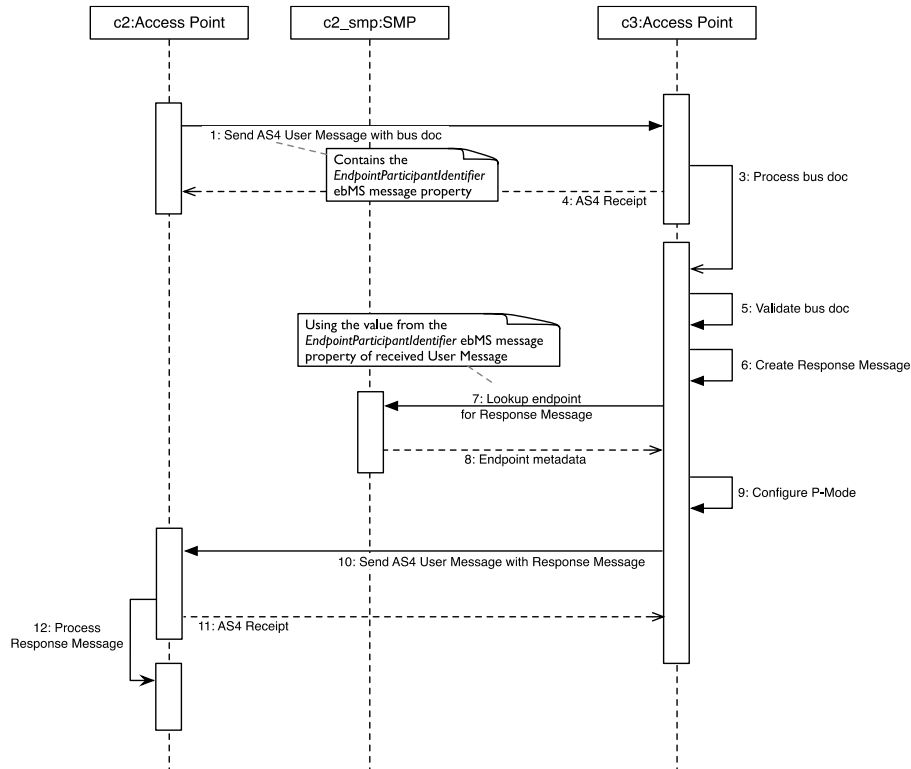 c2:Access Point
c2_smp:SMP
c3:Access Point
1: Send AS4 User Message with bus doc
Contains the
EndpointParticipantIdentifier
ebMS message property
3: Process bus doc
4: AS4 Receipt
5: Validate bus doc
Using the value from the
EndpointParticipantIdentifier ebMS message
property of received User Message
6: Create Response Message
7: Lookup endpoint
for Response Message
8: Endpoint metadata
9: Configure P-Mode
10: Send AS4 User Message with Response Message
11: AS4 Receipt
12: Process
Response Message